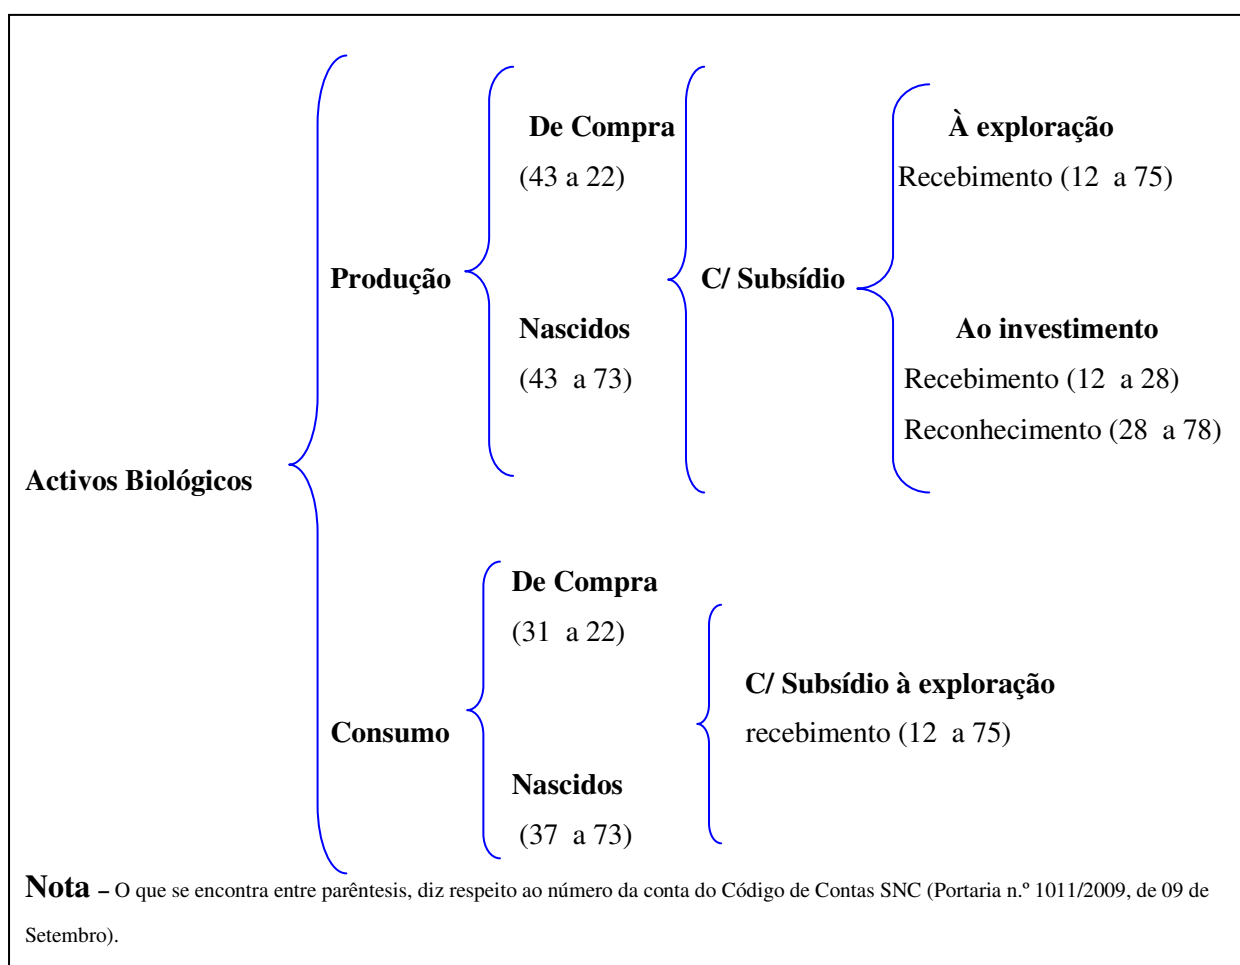 Activos Biológicos
Produção
De Compra
(43 a 22)
Nascidos
(43 a 73)
C/ Subsídio
À exploração
Recebimento (12 a 75)
Ao investimento
Recebimento (12 a 28)
Reconhecimento (28 a 78)
Consumo
De Compra
(31 a 22)
Nascidos
(37 a 73)
C/ Subsídio à exploração
recebimento (12 a 75)
Nota – O que se encontra entre parêntesis, diz respeito ao número da conta do Código de Contas SNC (Portaria n.º 1011/2009, de 09 de
Setembro).